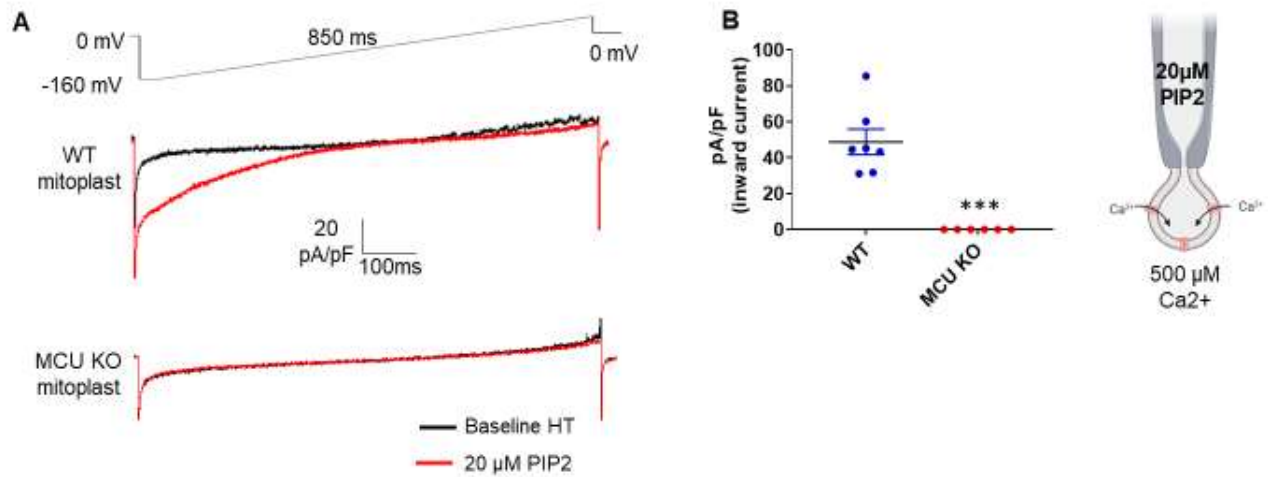 A
0 mV
850 ms
0 mV
-160 mV
WT
mitoplast
20
pA/pF
100ms
MCU KO
mitoplast
Baseline HT
20 µM PIP2
B
pA/pF
(inward current)
100
80
60
40
20
0
***
WT
MCU KO
20µM
PIP2
Ca²⁺
Ca²⁺
500 µM
Ca2+